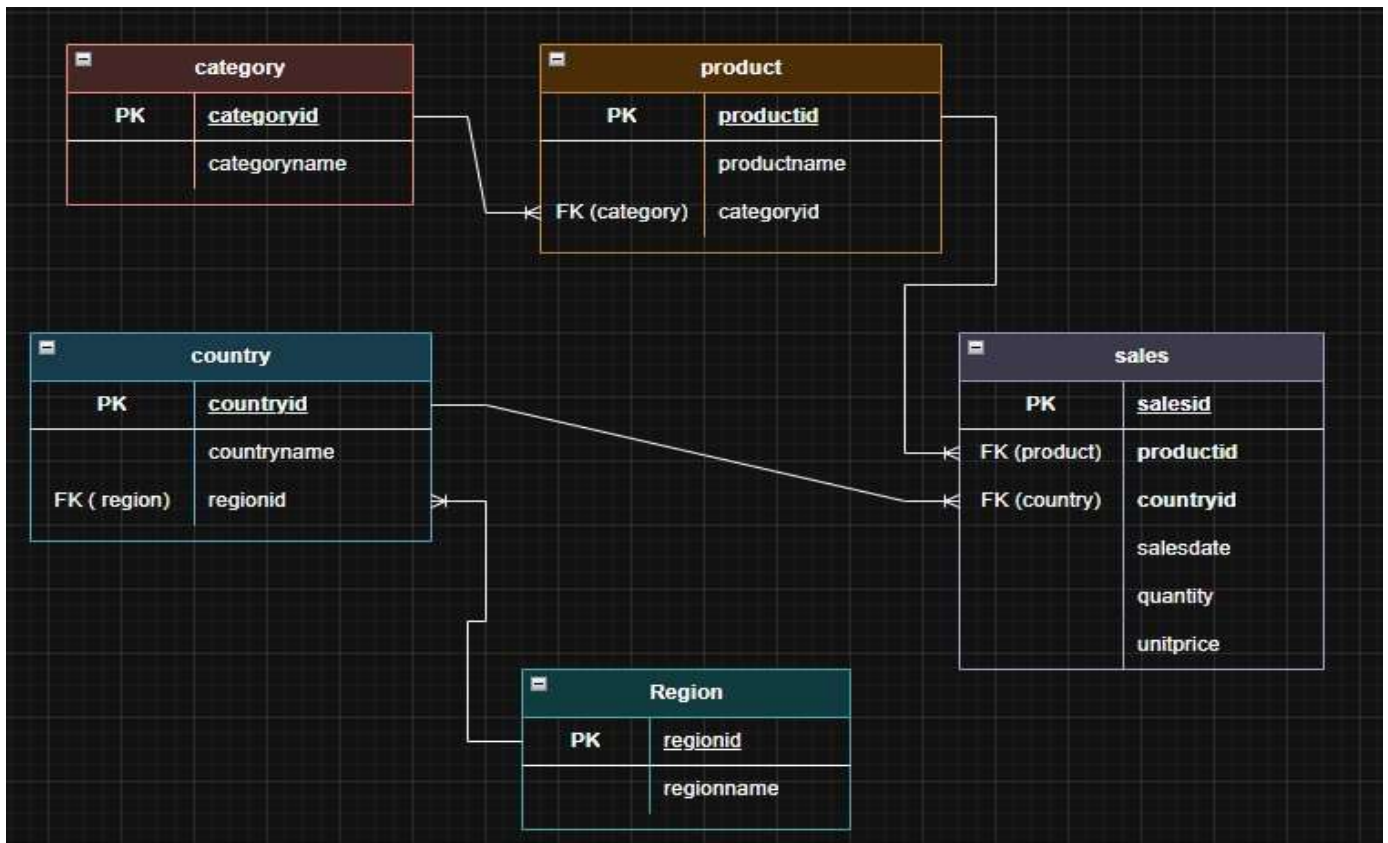 category
PK categoryid
categoryname
product
PK productid
productname
FK (category) categoryid
country
PK countryid
countryname
FK ( region) regionid
sales
PK salesid
FK (product) productid
FK (country) countryid
salesdate
quantity
unitprice
Region
PK regionid
regionname